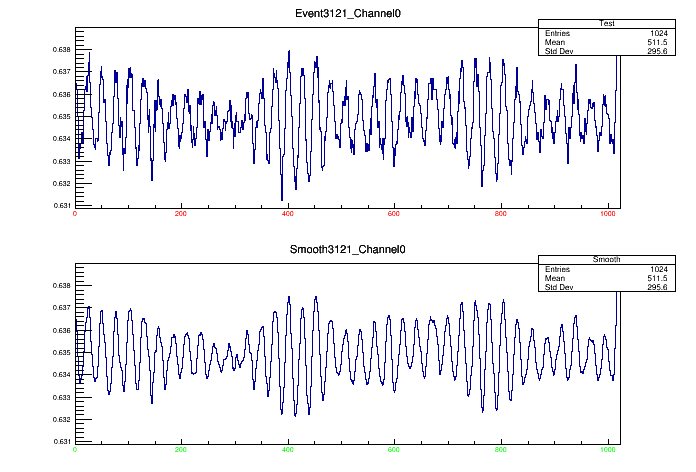 Event3121_Channel0
Test
Entries 1024
Mean 511.5
Std Dev 295.6
0.638
0.637
0.636
0.635
0.634
0.633
0.632
0.631
0 200 400 600 800 1000
Smooth3121_Channel0
Smooth
Entries 1024
Mean 511.5
Std Dev 295.6
0.638
0.637
0.636
0.635
0.634
0.633
0.632
0.631
0 200 400 600 800 1000